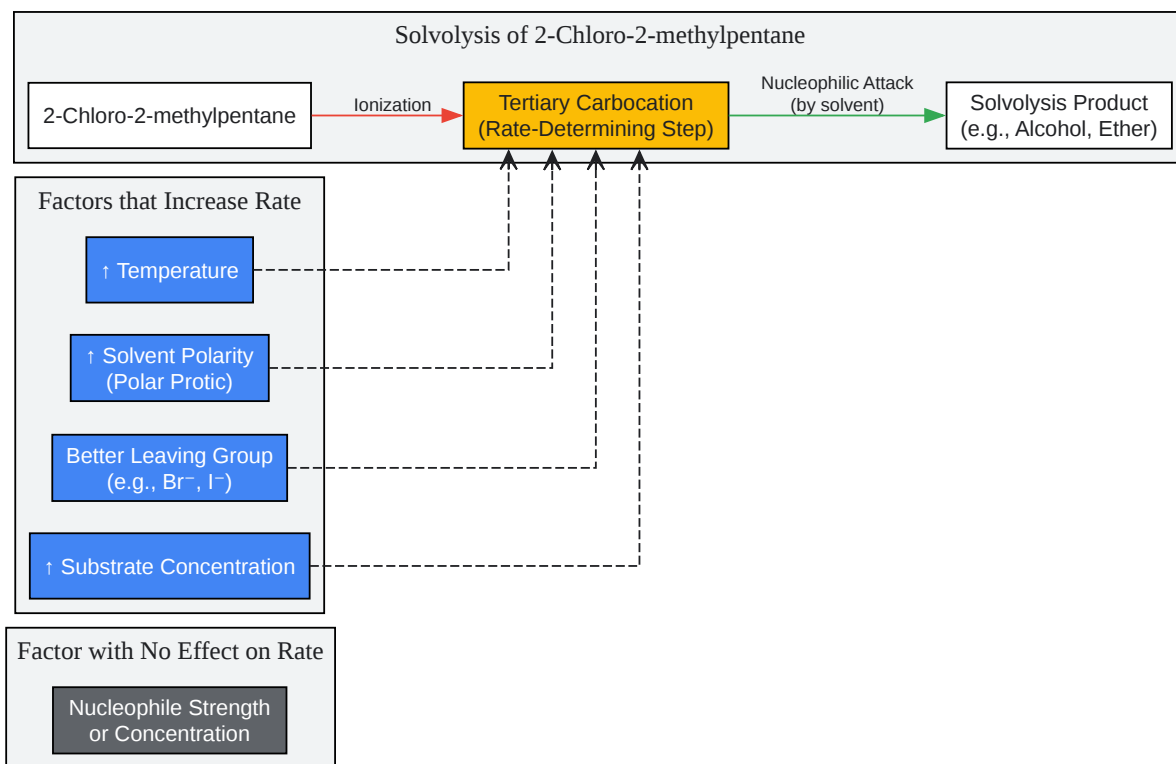 Solvolysis of 2-Chloro-2-methylpentane
2-Chloro-2-methylpentane
Ionization
Tertiary Carbocation
(Rate-Determining Step)
Nucleophilic Attack
(by solvent)
Solvolysis Product
(e.g., Alcohol, Ether)
Factors that Increase Rate
↑ Temperature
↑ Solvent Polarity
(Polar Protic)
Better Leaving Group
(e.g., Br⁻, I⁻)
↑ Substrate Concentration
Factor with No Effect on Rate
Nucleophile Strength
or Concentration